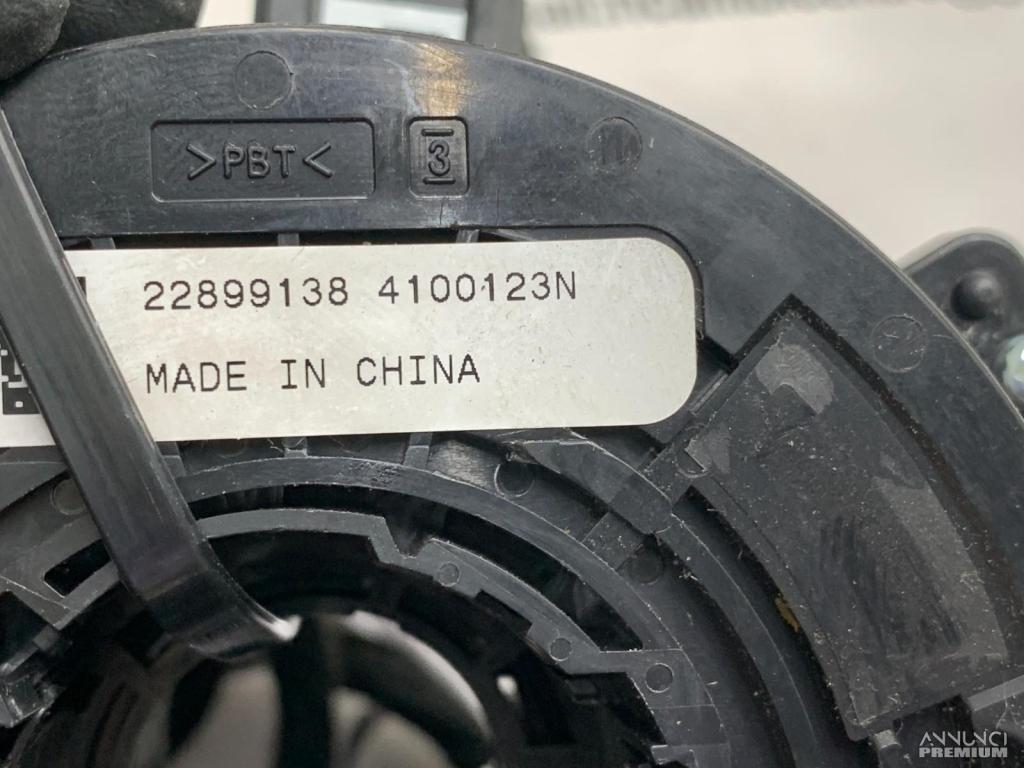 >PBT<
3
22899138 4100123N
MADE IN CHINA
ANNUNCI
PREMIUM